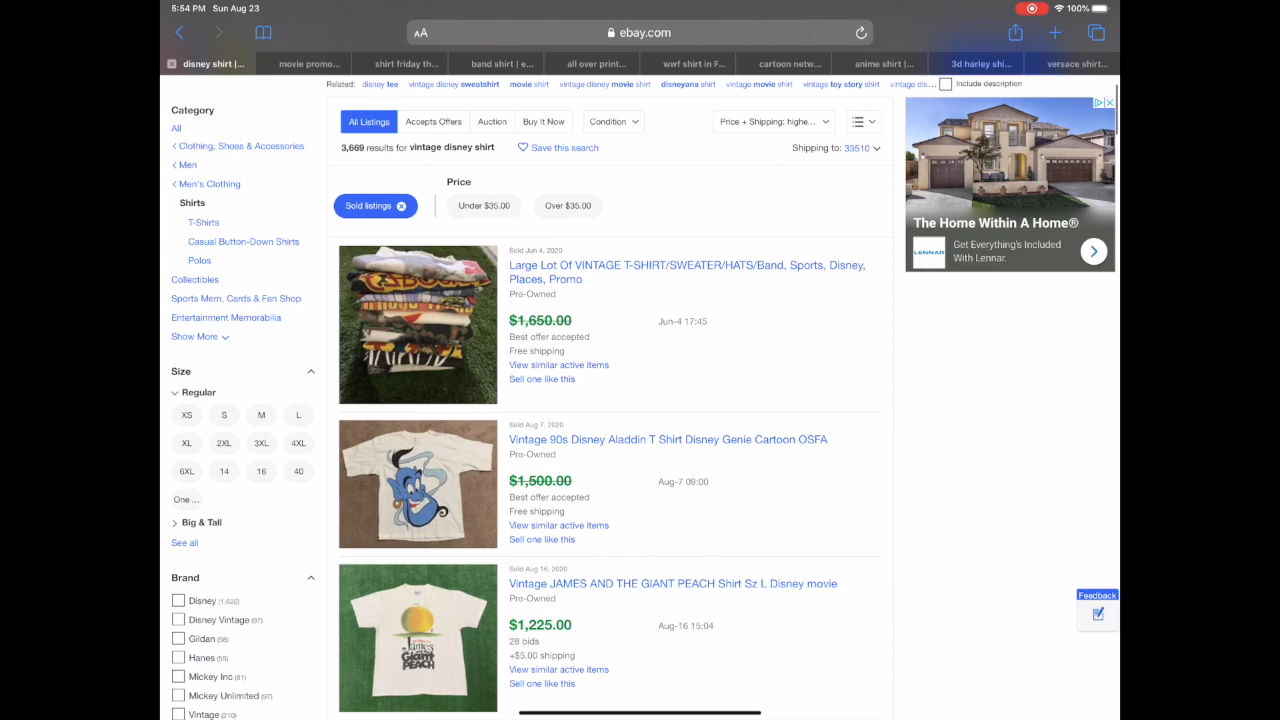 5:54 PM Sun Aug 23
100%
AA
ebay.com
disney shirt |...
movie promo...
shirt friday th...
band shirt | e...
all over print...
wwf shirt in F...
cartoon netw...
anime shirt |...
3d harley shi...
versace shirt...
Related: disney tee vintage disney sweatshirt movie shirt vintage disney movie shirt disneyana shirt vintage movie shirt vintage toy story shirt vintage dis...
Include description
Category
All
Clothing, Shoes & Accessories
Men
Men's Clothing
Shirts
T-Shirts
Casual Button-Down Shirts
Polos
Collectibles
Sports Mem, Cards & Fan Shop
Entertainment Memorabilia
Show More
Size
Regular
XS S M L
XL 2XL 3XL 4XL
6XL 14 16 40
One ...
Big & Tall
See all
Brand
Disney (1,620)
Disney Vintage (97)
Gildan (58)
Hanes (55)
Mickey Inc (81)
Mickey Unlimited (97)
Vintage (210)
All Listings Accepts Offers Auction Buy It Now Condition Price + Shipping: highe...
3,669 results for vintage disney shirt Save this search Shipping to: 33510
Price
Sold listings Under $35.00 Over $35.00
Sold Jun 4, 2020
Large Lot Of VINTAGE T-SHIRT/SWEATER/HATS/Band, Sports, Disney,
Places, Promo
Pre-Owned
$1,650.00 Jun-4 17:45
Best offer accepted
Free shipping
View similar active items
Sell one like this
Sold Aug 7, 2020
Vintage 90s Disney Aladdin T Shirt Disney Genie Cartoon OSFA
Pre-Owned
$1,500.00 Aug-7 09:00
Best offer accepted
Free shipping
View similar active items
Sell one like this
Sold Aug 16, 2020
Vintage JAMES AND THE GIANT PEACH Shirt Sz L Disney movie
Pre-Owned
$1,225.00 Aug-16 15:04
28 bids
+$5.00 shipping
View similar active items
Sell one like this
James
GIANT
PEACH
The Home Within A Home®
LENNAR
Get Everything's Included
With Lennar.
Feedback